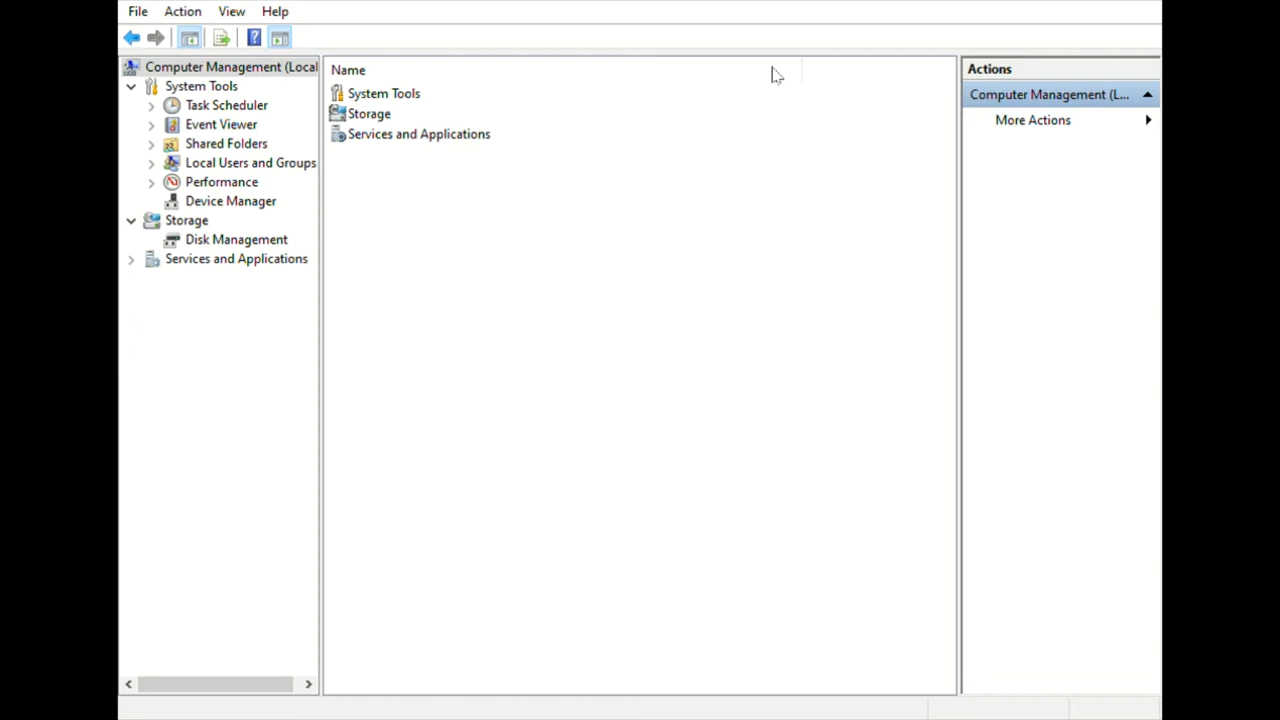 File Action View Help
Computer Management (Local
System Tools
Task Scheduler
Event Viewer
Shared Folders
Local Users and Groups
Performance
Device Manager
Storage
Disk Management
Services and Applications
Name
System Tools
Storage
Services and Applications
Actions
Computer Management (L...
More Actions